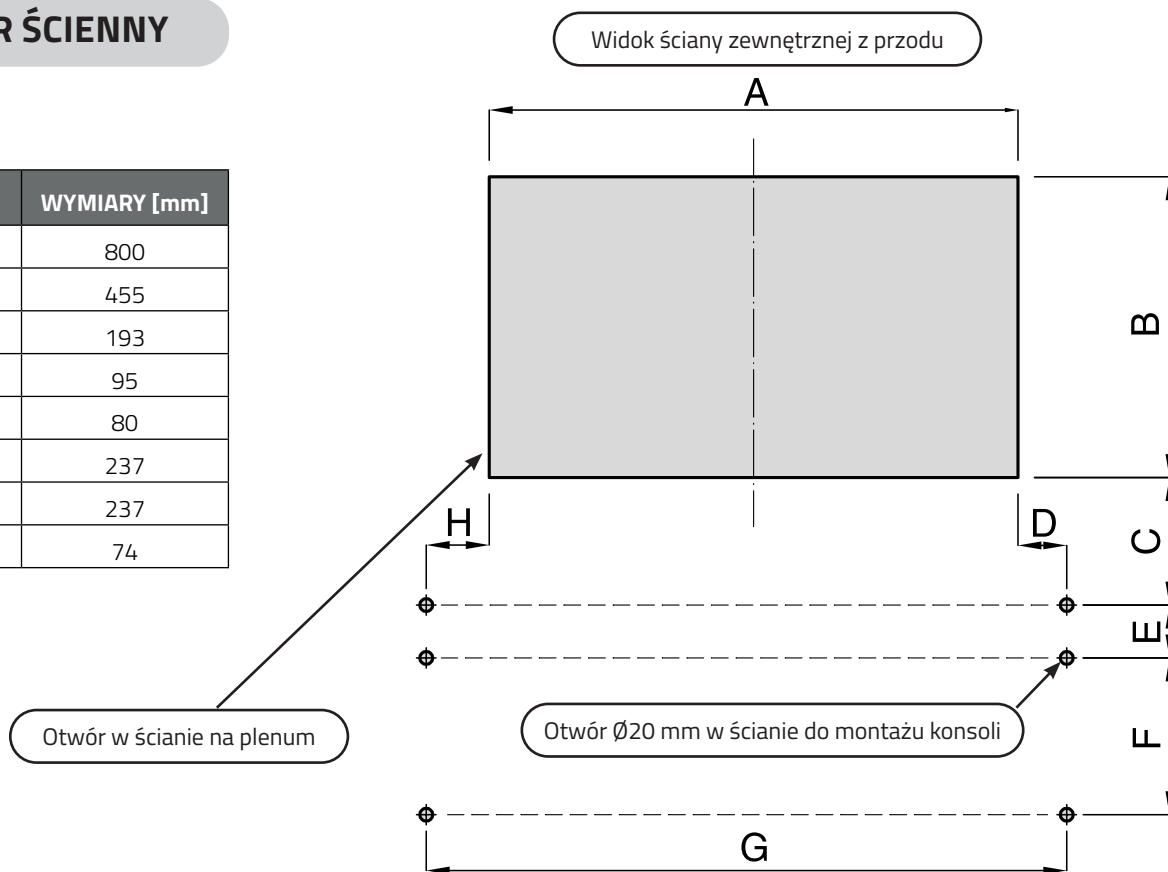 R ŚCIENNY
Widok ściany zewnętrznej z przodu
A
WYMIARY [mm]
800
455
193
95
80
237
237
74
B
H
D
C
E
F
Otwór w ścianie na plenum
Otwór Ø20 mm w ścianie do montażu konsoli
G